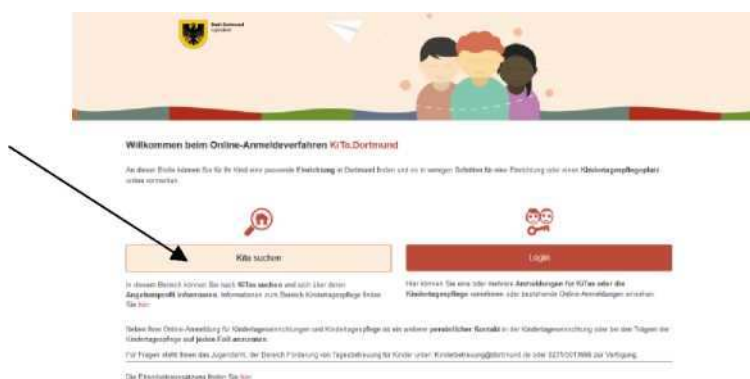 Stadt Dortmund
Jugendamt
Willkommen beim Online-Anmeldeverfahren KiTa.Dortmund
An dieser Stelle können Sie für Ihr Kind eine passende Einrichtung in Dortmund finden und es in wenigen Schritten für eine Einrichtung oder einen Kindertagespflegeplatz
online vormerken.
Kita suchen
Login
In diesem Bereich können Sie nach KiTas suchen und sich über deren
Angebotsprofil informieren. Informationen zum Bereich Kindertagespflege finden
Sie hier
Hier können Sie eine oder mehrere Anmeldungen für KiTas oder die
Kindertagespflege vornehmen oder bestehende Online-Anmeldungen einsehen
Neben Ihrer Online-Anmeldung für Kindertageseinrichtungen und Kindertagespflege ist ein weiterer persönlicher Kontakt in der Kindertageseinrichtung oder bei den Trägern der
Kindertagespflege auf jeden Fall
Für Fragen steht Ihnen das Jugendamt, der Bereich Förderung von Tagesbetreuung für Kinder unter: Kinderbetreuung@dortmund.de oder zur Verfügung.
Die finden Sie hier